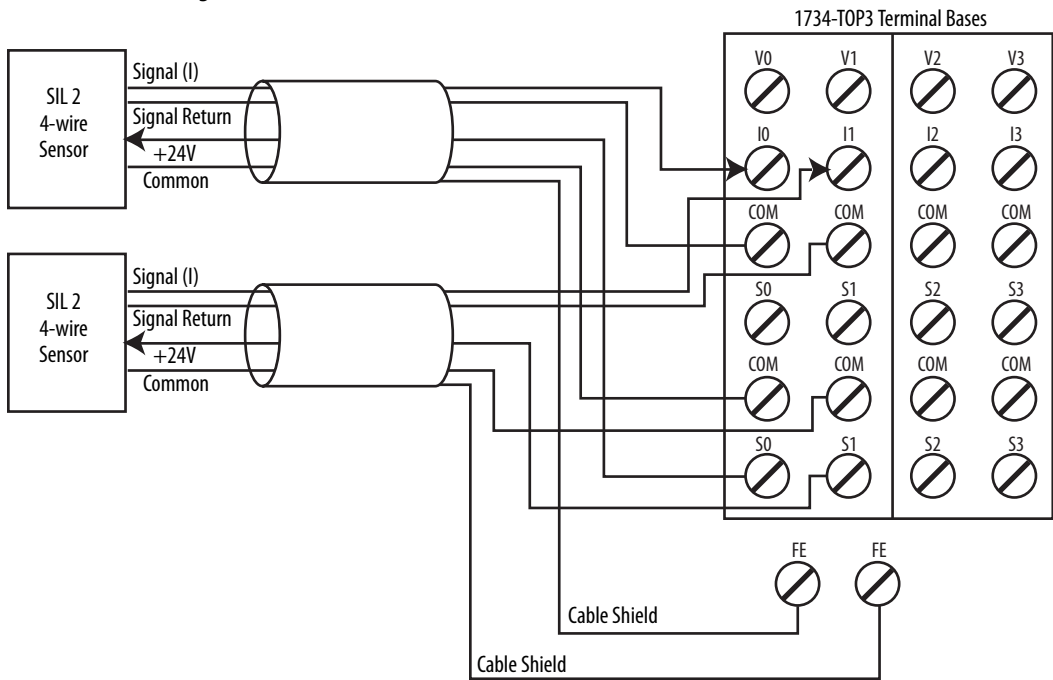 1734-TOP3 Terminal Bases
SIL 2
4-wire
Sensor
Signal (I)
Signal Return
+24V
Common
SIL 2
4-wire
Sensor
Signal (I)
Signal Return
+24V
Common
V0 V1 V2 V3
I0 I1 I2 I3
COM COM COM COM
S0 S1 S2 S3
COM COM COM COM
S0 S1 S2 S3
FE FE
Cable Shield
Cable Shield